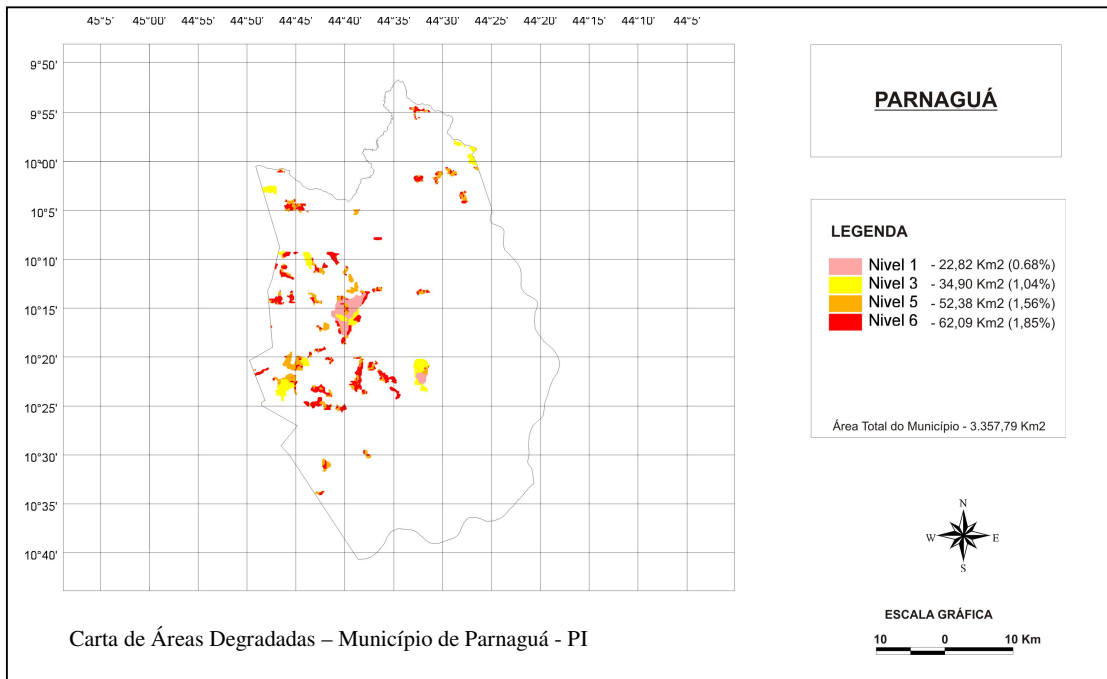 45°5' 45°00' 44°55' 44°50' 44°45' 44°40' 44°35' 44°30' 44°20' 44°20' 44°15' 44°10' 44°5'
9°50'
9°55'
10°00'
10°5'
10°10'
10°15'
10°20'
10°25'
10°30'
10°35'
10°40'
Carta de Áreas Degradadas – Município de Parnaguá - PI
PARNAGUÁ
LEGENDA
Nivel 1 - 22,82 Km2 (0.68%)
Nivel 3 - 34,90 Km2 (1,04%)
Nivel 5 - 52,38 Km2 (1,56%)
Nivel 6 - 62,09 Km2 (1,85%)
Área Total do Município - 3.357,79 Km2
N
W E
S
ESCALA GRÁFICA
10 0 10 Km